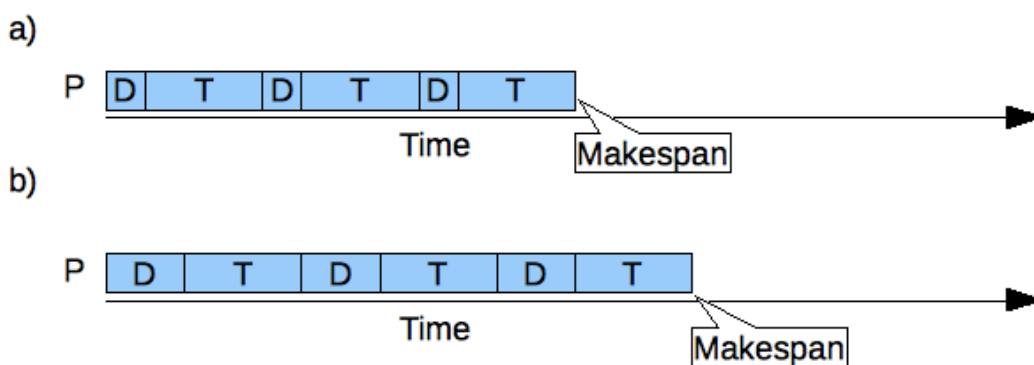 a)
P D T D T D T
Time
Makespan
b)
P D T D T D T
Time
Makespan